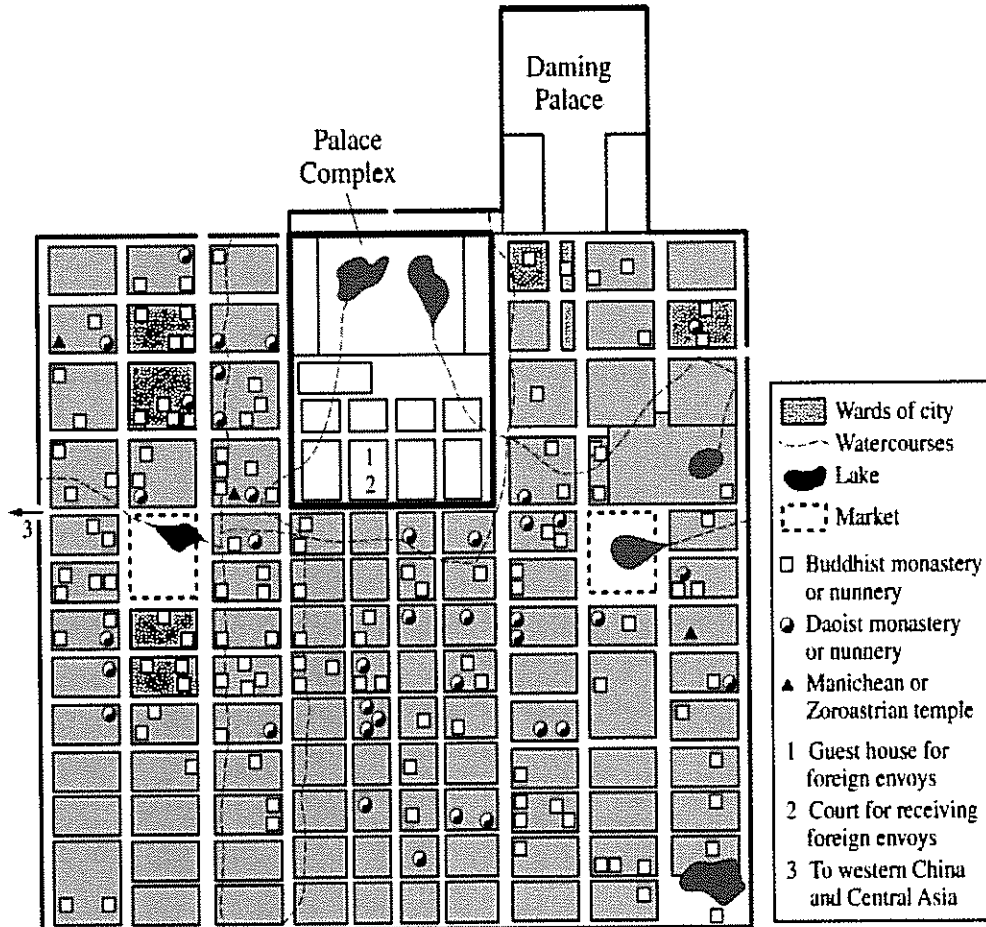 Daming
Palace
Palace
Complex
1
2
3
Wards of city
Watercourses
Lake
Market
Buddhist monastery
or nunnery
Daoist monastery
or nunnery
Manichean or
Zoroastrian temple
1 Guest house for
foreign envoys
2 Court for receiving
foreign envoys
3 To western China
and Central Asia